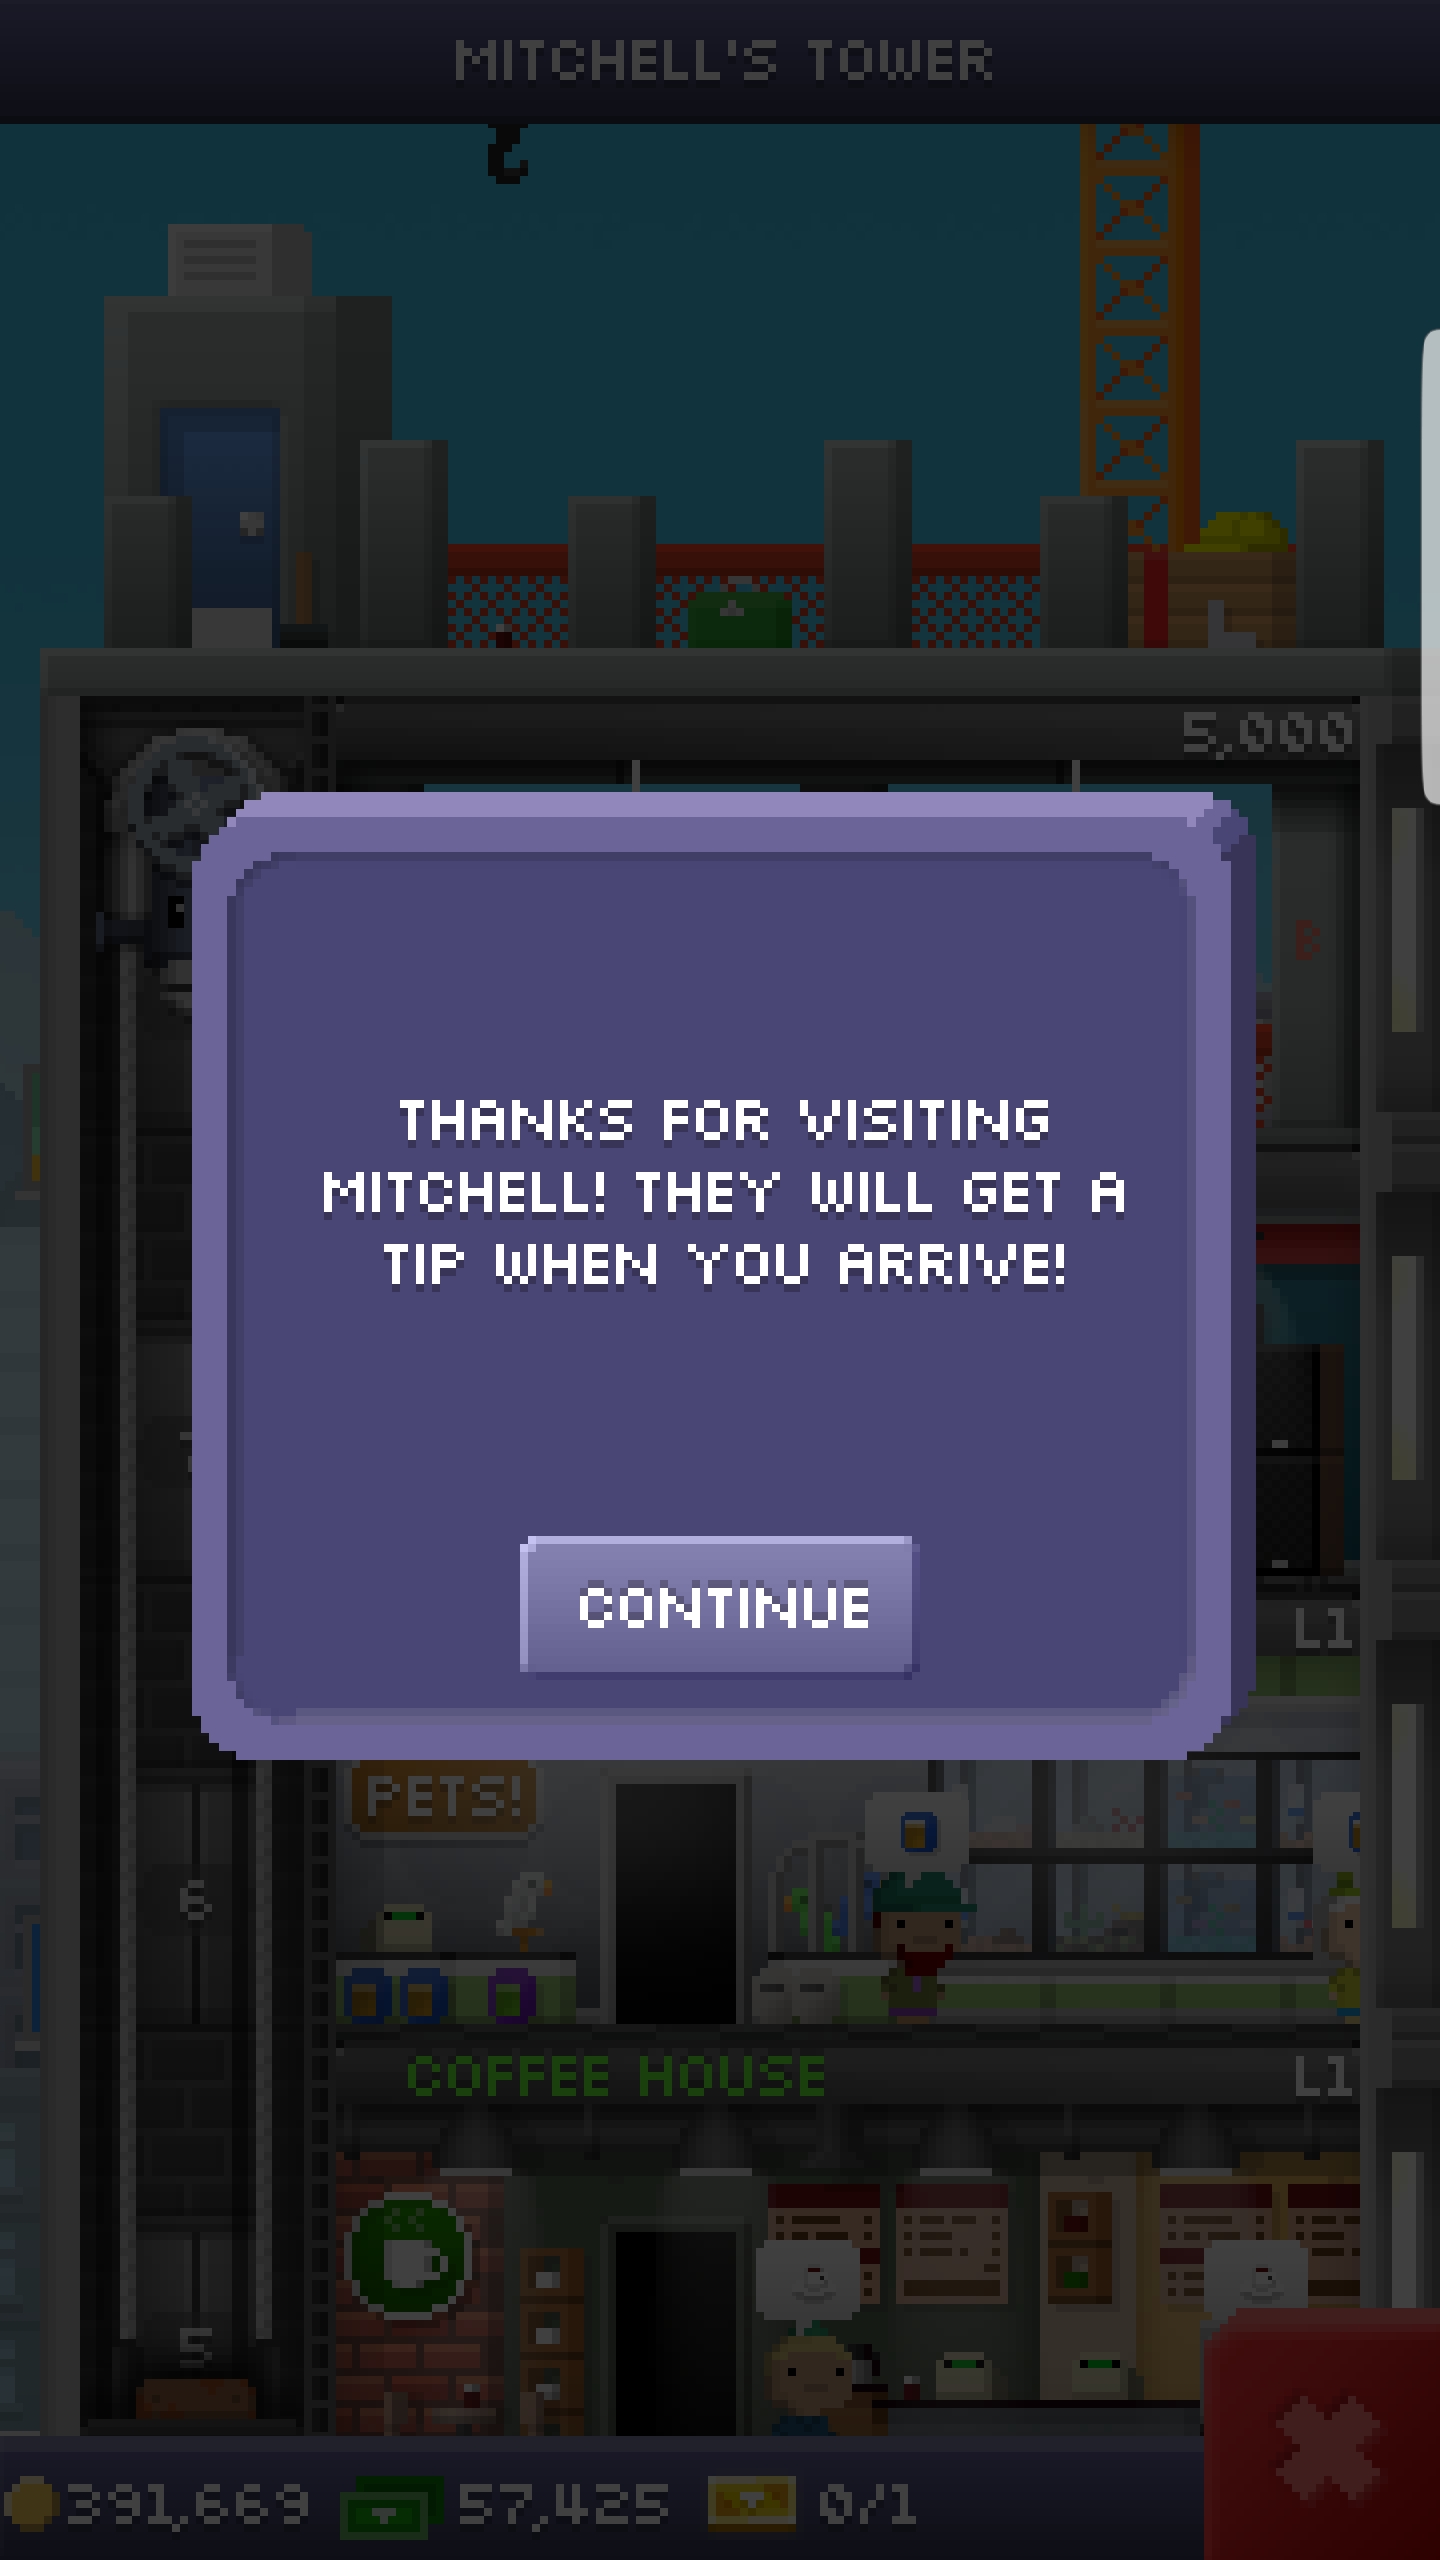 MITCHELL'S TOWER
5,000
B
THANKS FOR VISITING
MITCHELL! THEY WILL GET A
TIP WHEN YOU ARRIVE!
CONTINUE
L1
PETS!
6
COFFEE HOUSE L1
5
391,669 57,425 0/1